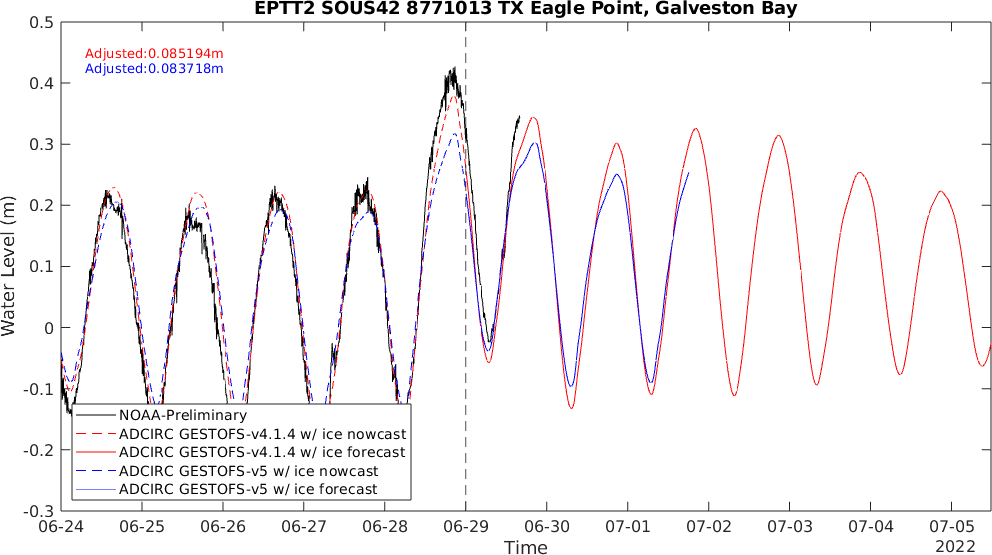 EPTT2 SOUS42 8771013 TX Eagle Point, Galveston Bay
0.5
Adjusted:0.085194m
Adjusted:0.083718m
0.4
0.3
0.2
0.1
0
-0.1
-0.2
-0.3
Water Level (m)
NOAA-Preliminary
ADCIRC GESTOFS-v4.1.4 w/ ice nowcast
ADCIRC GESTOFS-v4.1.4 w/ ice forecast
ADCIRC GESTOFS-v5 w/ ice nowcast
ADCIRC GESTOFS-v5 w/ ice forecast
06-24 06-25 06-26 06-27 06-28 06-29 06-30 07-01 07-02 07-03 07-04 07-05
Time
2022